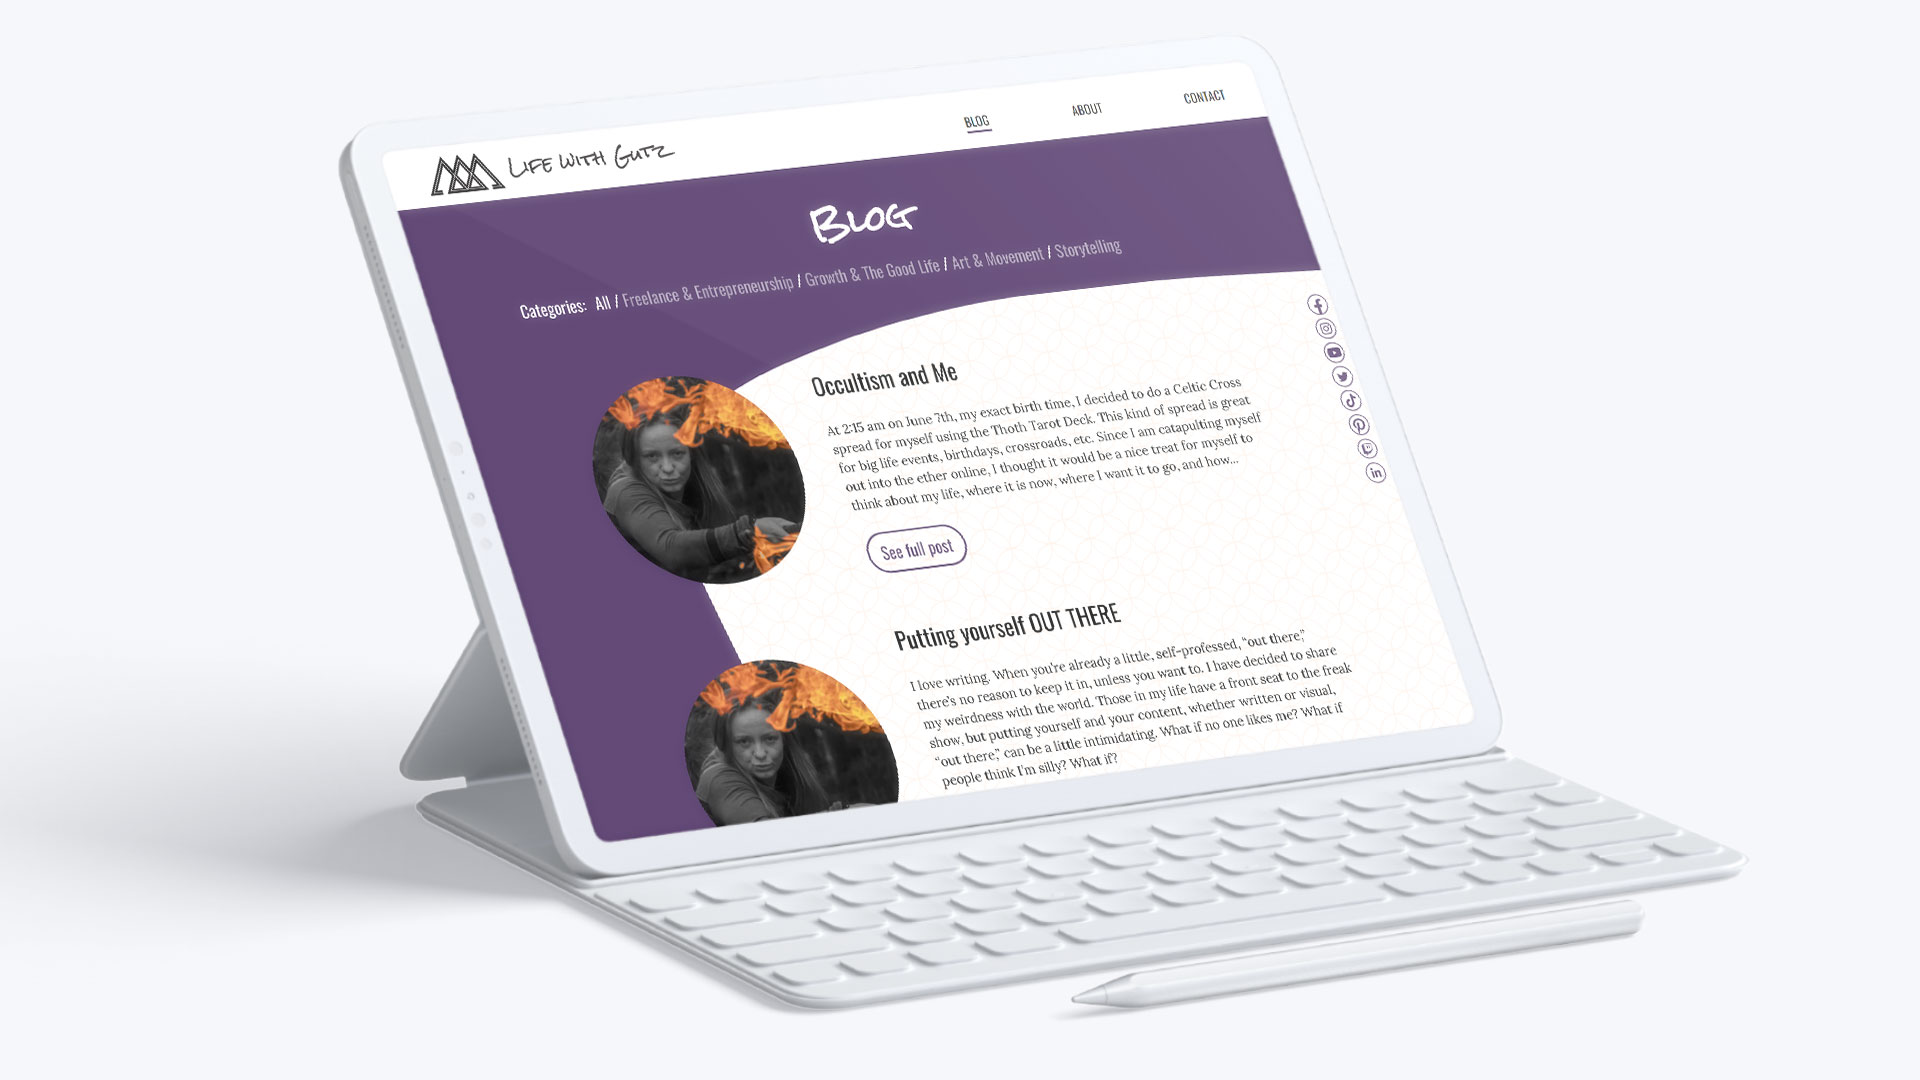 LIFE WITH GUTZ
BLOG
ABOUT
CONTACT
BLOG
Categories: All / Freelance & Entrepreneurship / Growth & The Good Life / Art & Movement / Storytelling
Occultism and Me
At 2:15 am on June 7th, my exact birth time, I decided to do a Celtic Cross
spread for myself using the Thoth Tarot Deck. This kind of spread is great
for big life events, birthdays, crossroads, etc. Since I am catapulting myself
out into the ether online, I thought it would be a nice treat for myself to
think about my life, where it is now, where I want it to go, and how...
See full post
Putting yourself OUT THERE
I love writing. When you're already a little, self-professed, “out there,”
there's no reason to keep it in, unless you want to. I have decided to share
my weirdness with the world. Those in my life have a front seat to the freak
show, but putting yourself and your content, whether written or visual,
“out there,” can be a little intimidating. What if no one likes me? What if
people think I'm silly? What if?